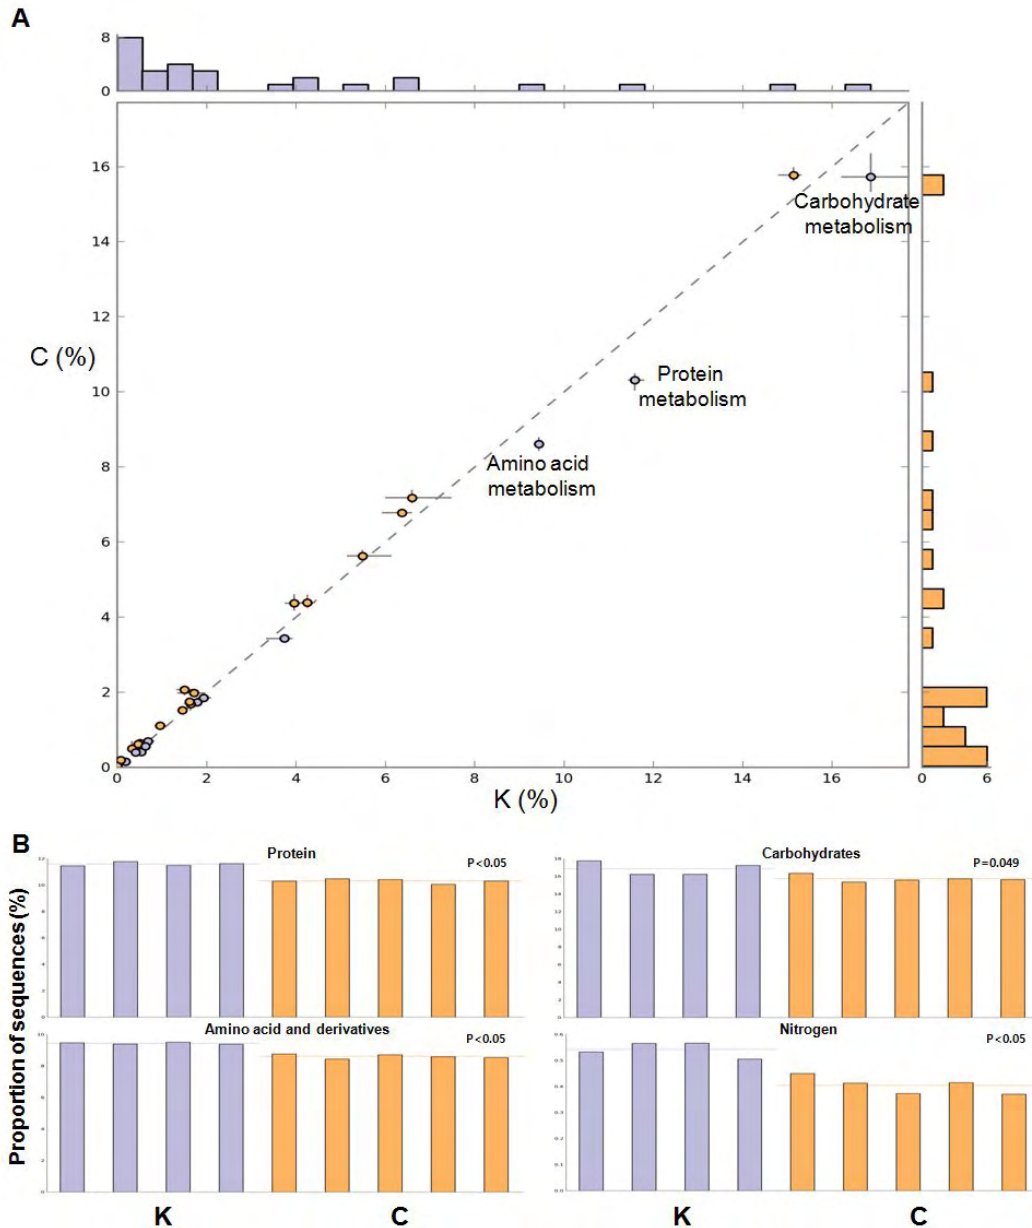 A
8
0
16
14
12
10
8
6
4
2
0
C (%)
Carbohydrate
metabolism
Protein
metabolism
Amino acid
metabolism
0 2 4 6 8 10 12 14 16
0 6
K (%)
B
Proportion of sequences (%)
Protein
P < 0.05
Carbohydrates
P = 0.049
Amino acid and derivatives
P < 0.05
Nitrogen
P < 0.05
K C K C